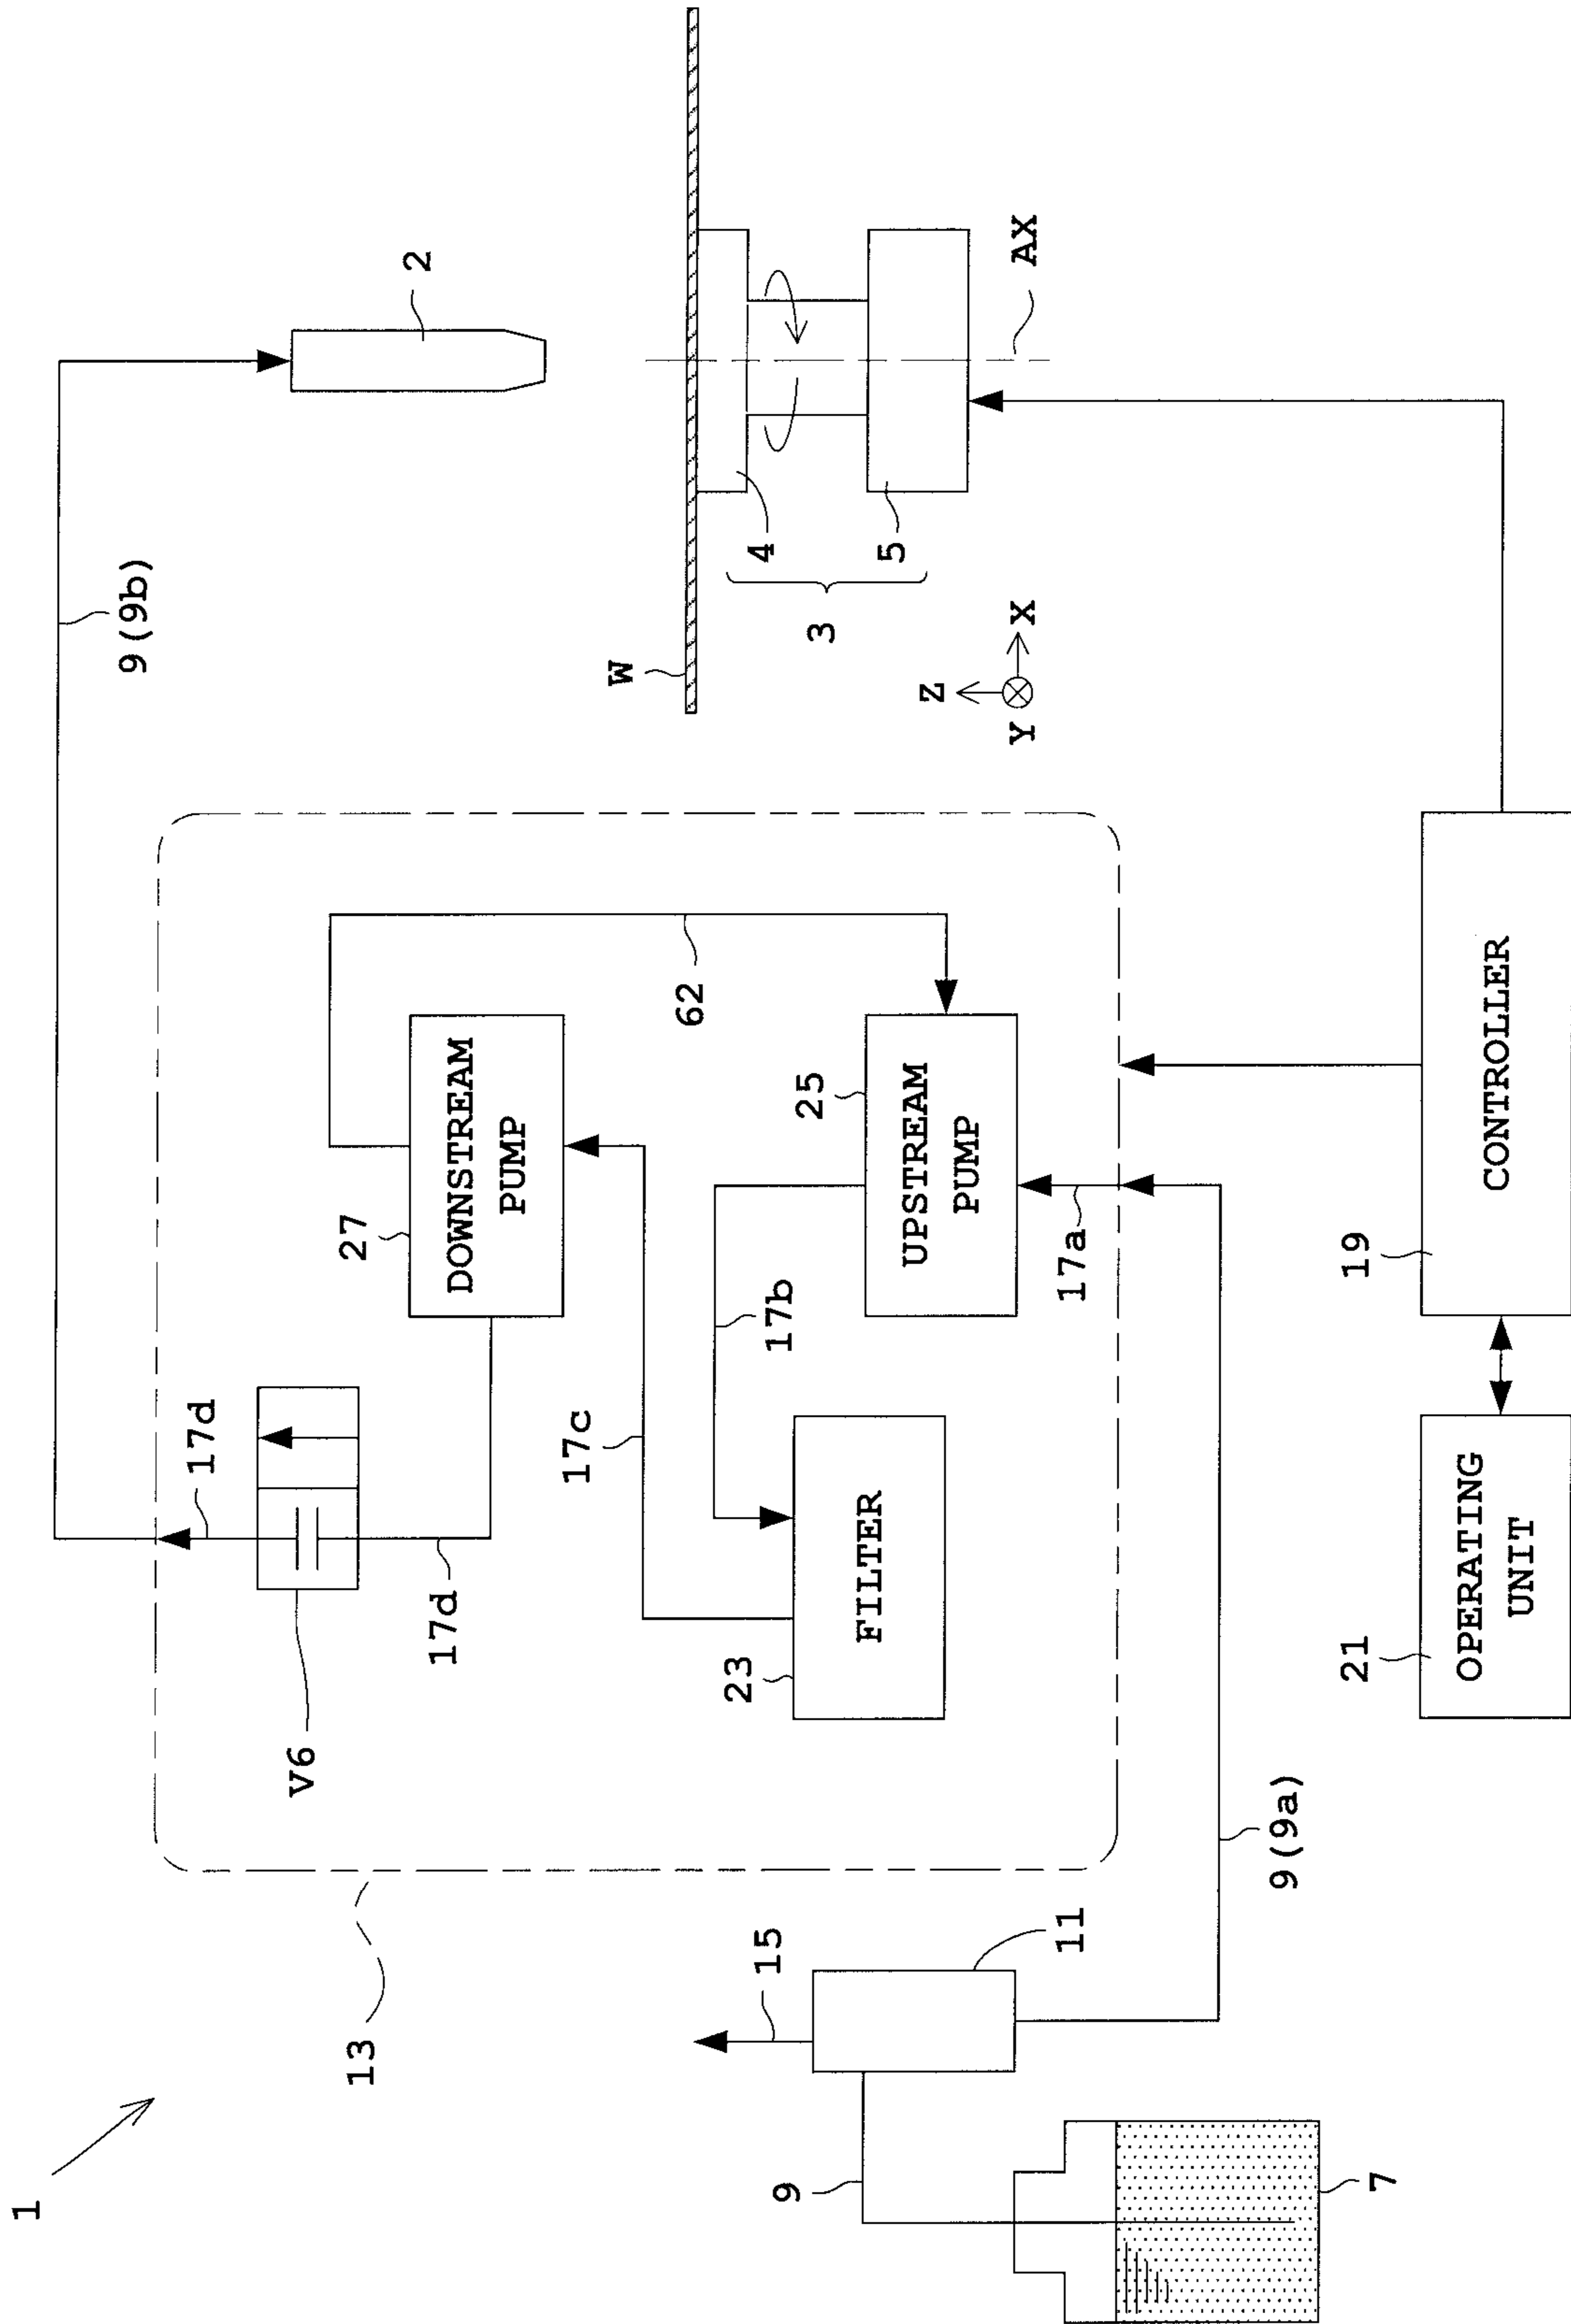 1
13
V6
17d
17d
9(9b)
2
27
DOWNSTREAM
PUMP
62
17c
17b
23
FILTER
25
UPSTREAM
PUMP
17a
W
4
5
3
AX
Z
Y
X
15
11
9
7
9(9a)
21
OPERATING
UNIT
19
CONTROLLER